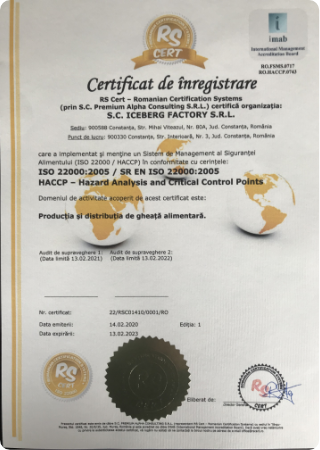 RS
CERT
imab
International Management
Accreditation Board
RO.FSMS.0717
RO.HACCP.0743
Certificat de înregistrare
RS Cert – Romanian Certification Systems
(prin S.C. Premium Alpha Consulting S.R.L.) certifică organizația:
S.C. ICEBERG FACTORY S.R.L.
Sediu: 900588 Constanța, Str. Mihai Viteazul, Nr. 80A, Jud. Constanța, România
Punct de lucru: 800330 Constanța, Str. Interioară, Nr. 3, Jud. Constanța, România
care a implementat și menține un Sistem de Management al Siguranței
Alimentului (ISO 22000 / HACCP) în conformitate cu cerințele:
ISO 22000:2005 / SR EN ISO 22000:2005
HACCP – Hazard Analysis and Critical Control Points
Domeniul de activitate acoperit de acest certificat este:
Producția și distribuția de gheață alimentară.
Audit de supraveghere 1: Audit de supraveghere 2:
(Data limită 13.02.2021) (Data limită 13.02.2022)
Nr. certificat: 22/RSC01410/0001/RO
Data emiterii: 14.02.2020 Ediția: 1
Data expirării: 13.02.2023
RS
CERT
Eliberat de:
RS
CERT